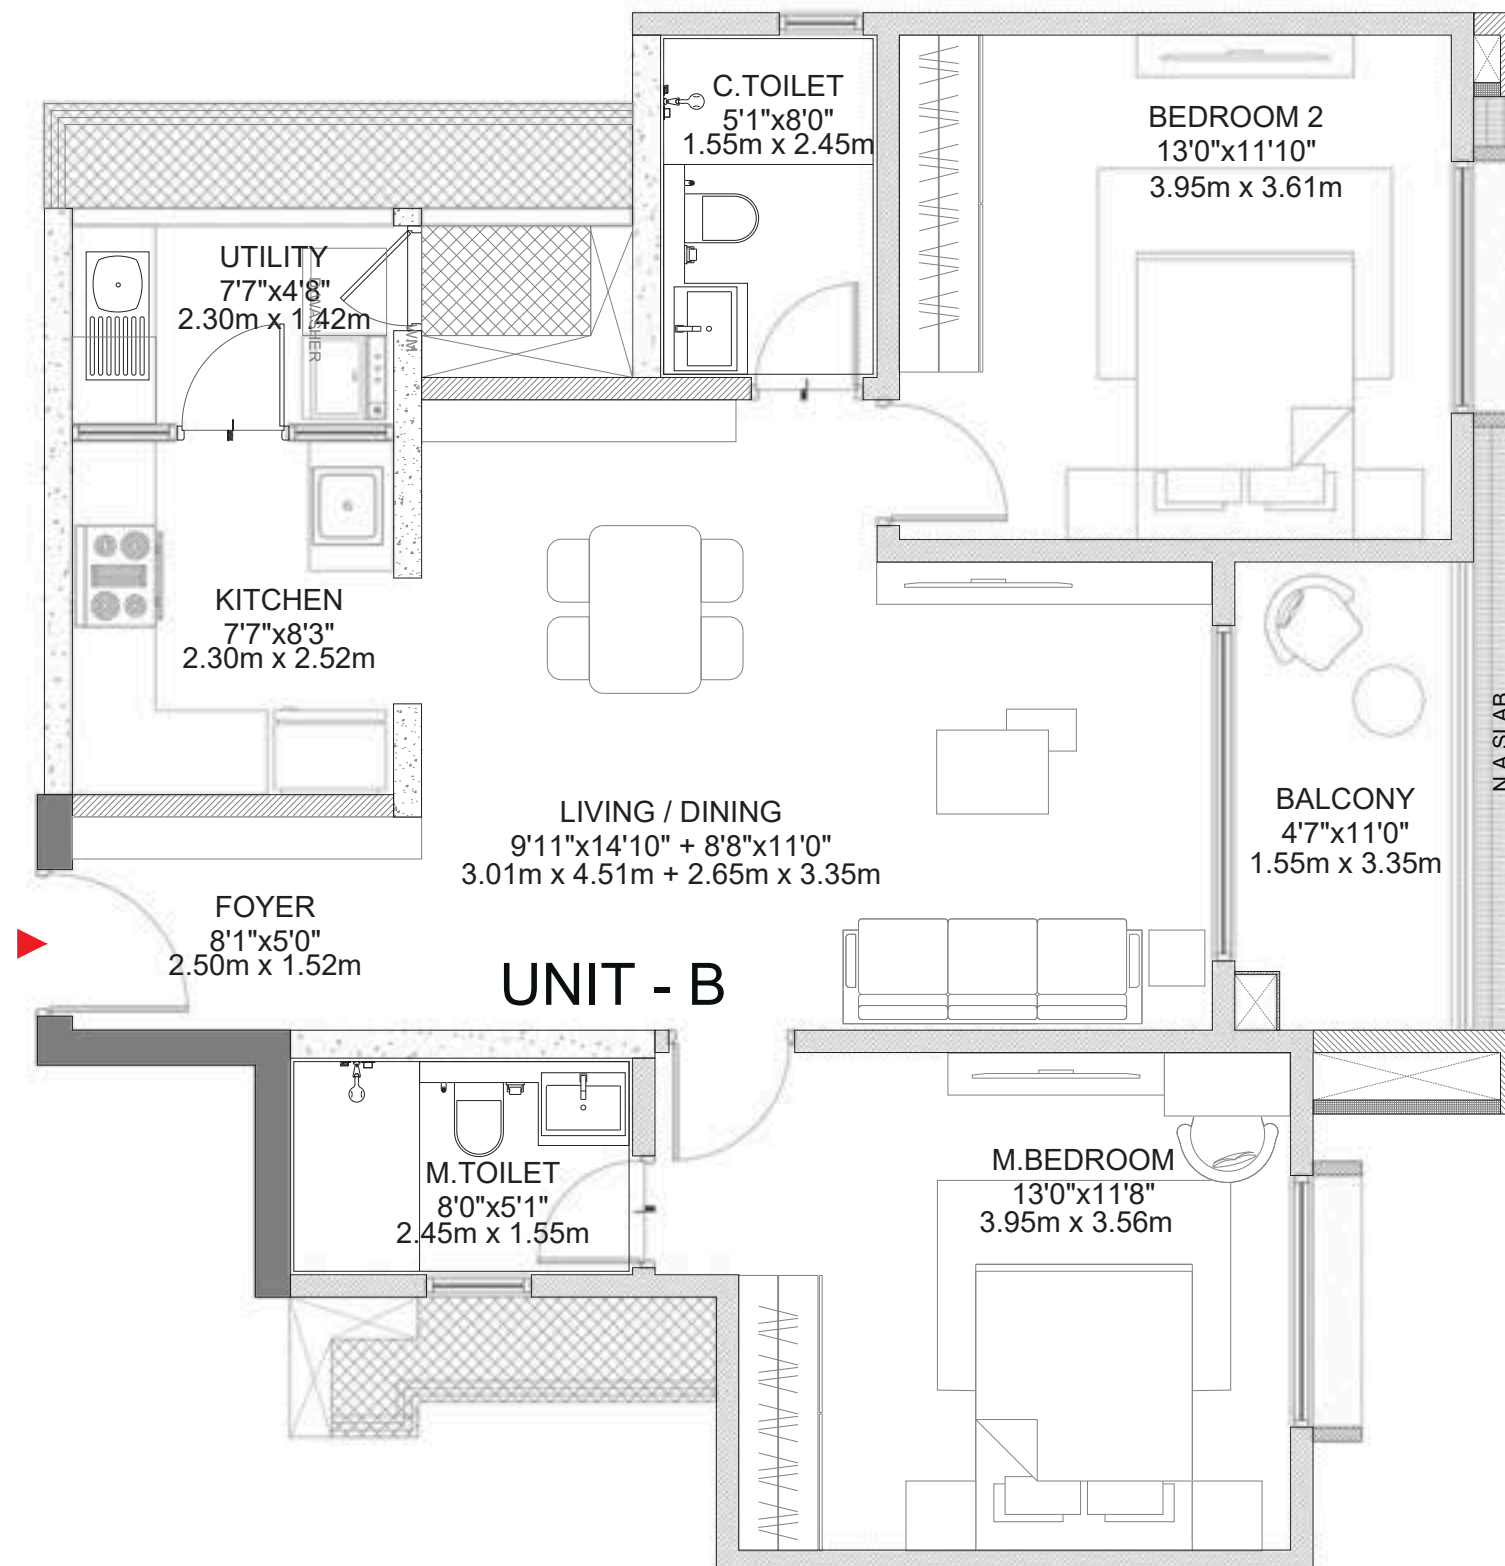 C.TOILET
5'1"x8'0"
1.55m x 2.45m
BEDROOM 2
13'0"x11'10"
3.95m x 3.61m
UTILITY
7'7"x4'8"
2.30m x 1.42m
D/WASHER
WM
KITCHEN
7'7"x8'3"
2.30m x 2.52m
LIVING / DINING
9'11"x14'10" + 8'8"x11'0"
3.01m x 4.51m + 2.65m x 3.35m
BALCONY
4'7"x11'0"
1.55m x 3.35m
N.A.SLAB
FOYER
8'1"x5'0"
2.50m x 1.52m
UNIT - B
M.TOILET
8'0"x5'1"
2.45m x 1.55m
M.BEDROOM
13'0"x11'8"
3.95m x 3.56m